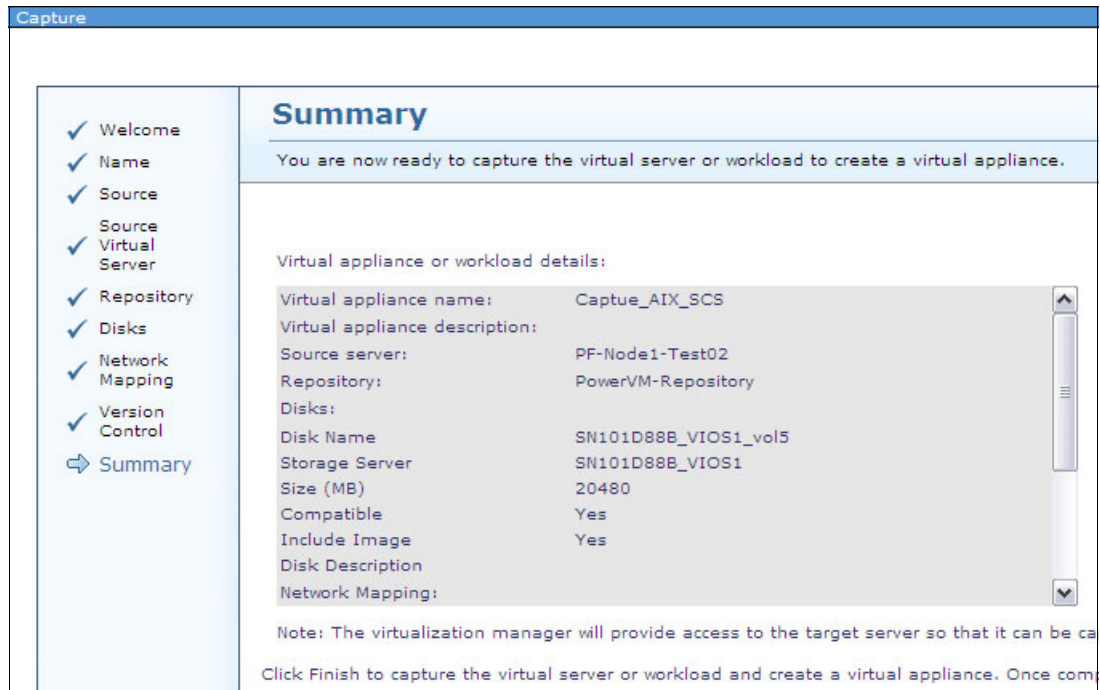 Capture
Welcome
Name
Source
Source
Virtual
Server
Repository
Disks
Network
Mapping
Version
Control
Summary
Summary
You are now ready to capture the virtual server or workload to create a virtual appliance.
Virtual appliance or workload details:
Virtual appliance name: Captue_AIX_SCS
Virtual appliance description:
Source server: PF-Node1-Test02
Repository: PowerVM-Repository
Disks:
Disk Name SN101D88B_VIOS1_vol5
Storage Server SN101D88B_VIOS1
Size (MB) 20480
Compatible Yes
Include Image Yes
Disk Description
Network Mapping:
Note: The virtualization manager will provide access to the target server so that it can be ca
Click Finish to capture the virtual server or workload and create a virtual appliance. Once com